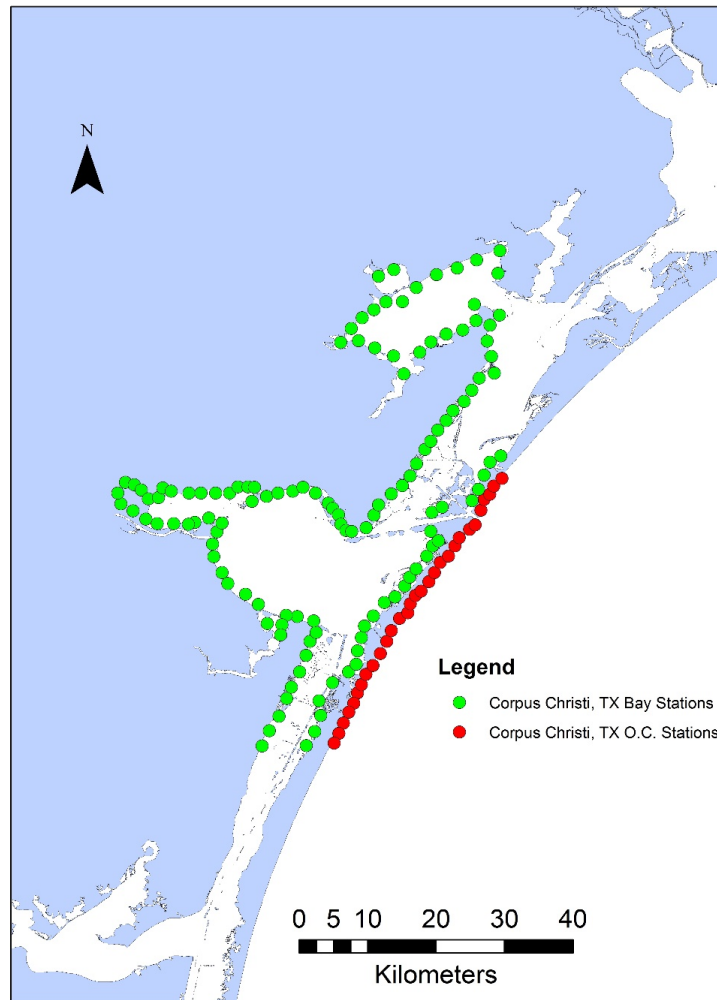 N
Legend
Corpus Christi, TX Bay Stations
Corpus Christi, TX O.C. Stations
0 5 10 20 30 40
Kilometers